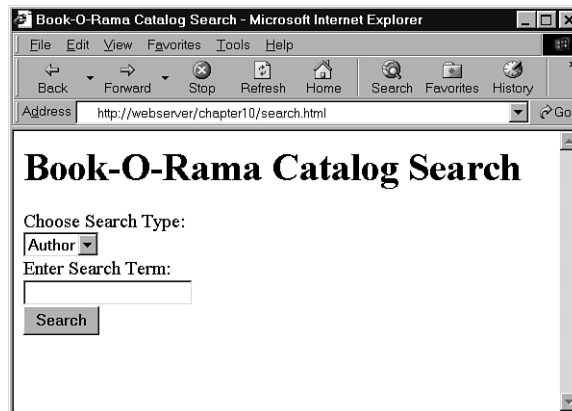 Book-O-Rama Catalog Search - Microsoft Internet Explorer
File Edit View Favorites Tools Help
Back Forward Stop Refresh Home Search Favorites History
Address http://webserver/chapter10/search.html Go
Book-O-Rama Catalog Search
Choose Search Type:
Author
Enter Search Term:
Search